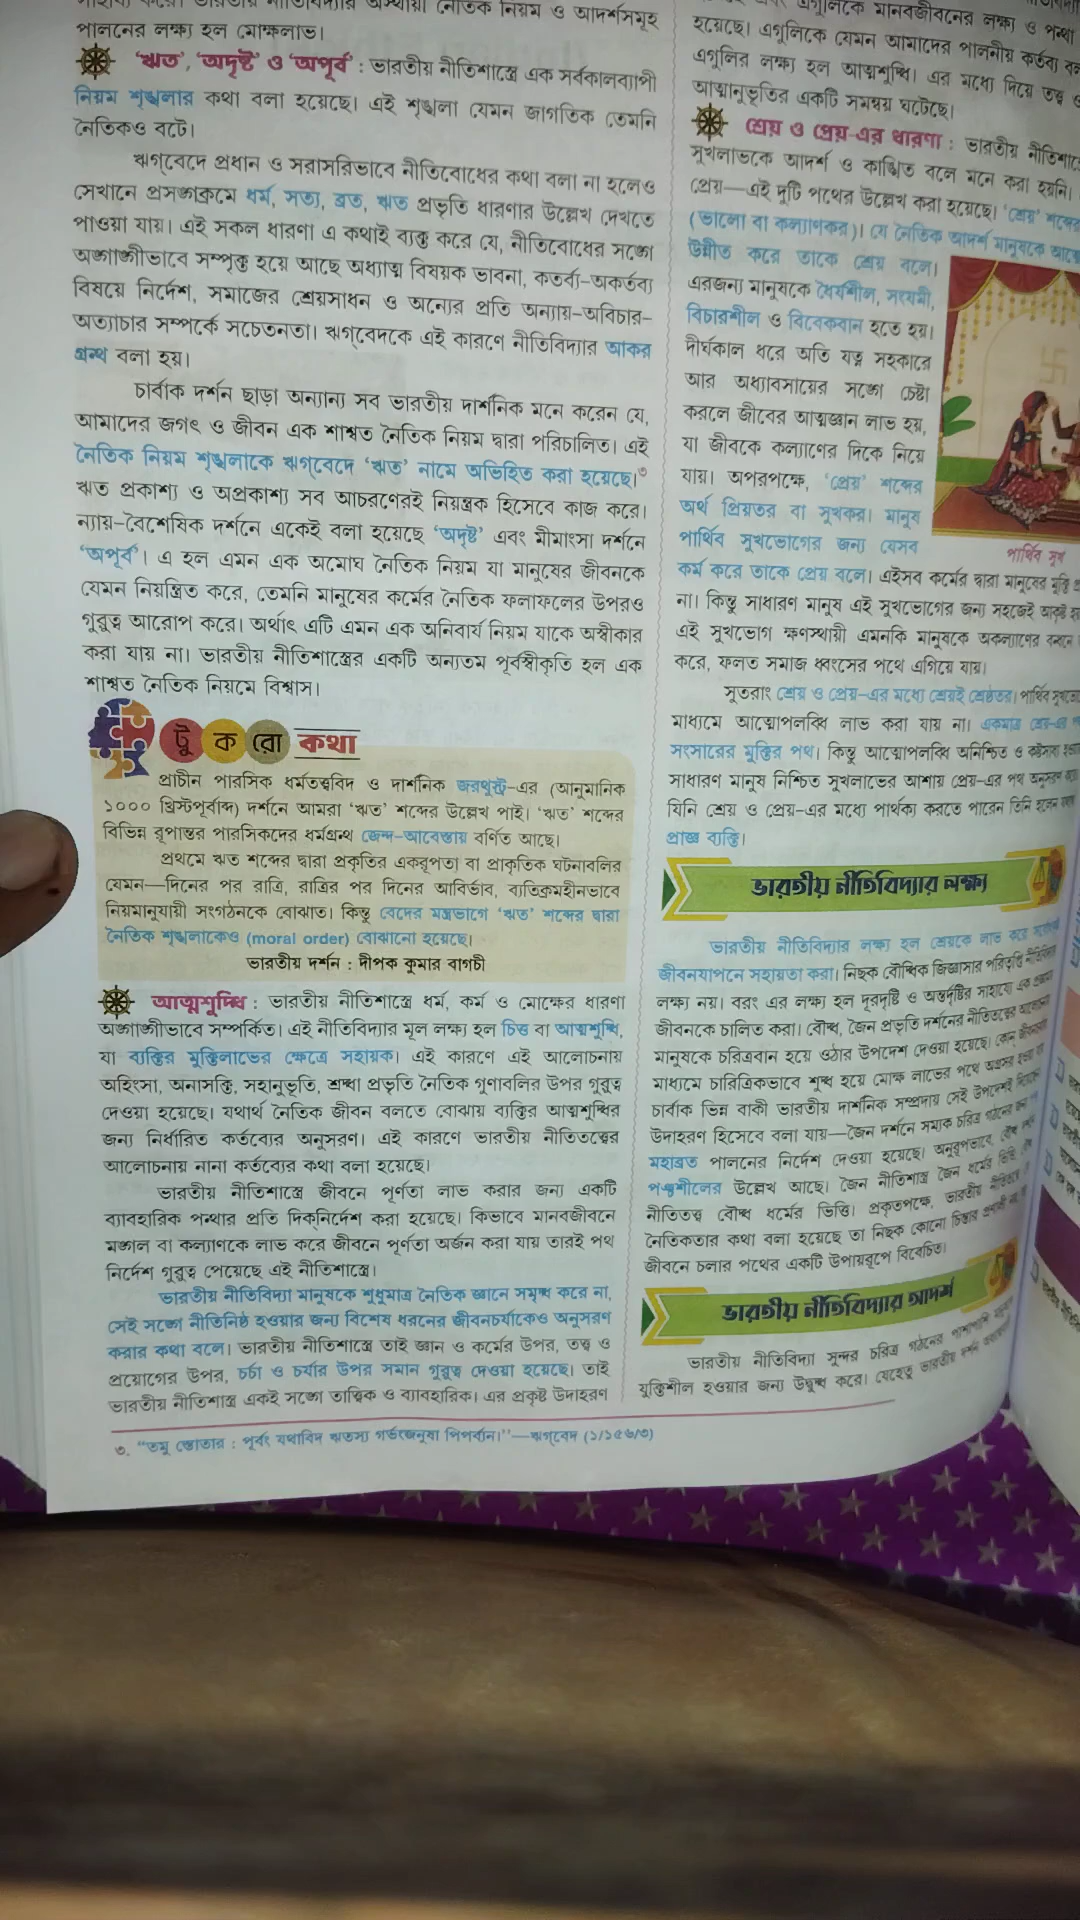 পালনের লক্ষ্য হল মোক্ষলাভ।
'ঋত', 'অদৃষ্ট' ও 'অপূর্ব' : ভারতীয় নীতিশাস্ত্রে এক সর্বকালব্যাপী
নিয়ম শৃঙ্খলার কথা বলা হয়েছে। এই শৃঙ্খলা যেমন জাগতিক তেমনি
নৈতিকও বটে।
ঋগ্‌বেদে প্রধান ও সরাসরিভাবে নীতিবোধের কথা বলা না হলেও
সেখানে প্রসঙ্গক্রমে ধর্ম, সত্য, ব্রত, ঋত প্রভৃতি ধারণার উল্লেখ দেখতে
পাওয়া যায়। এই সকল ধারণা এ কথাই ব্যক্ত করে যে, নীতিবোধের সঙ্গে
অঙ্গাঙ্গীভাবে সম্পৃক্ত হয়ে আছে অধ্যাত্ম বিষয়ক ভাবনা, কর্তব্য-অকর্তব্য
বিষয়ে নির্দেশ, সমাজের শ্রেয়সাধন ও অন্যের প্রতি অন্যায়-অবিচার-
অত্যাচার সম্পর্কে সচেতনতা। ঋগ্‌বেদকে এই কারণে নীতিবিদ্যার আকর
গ্রন্থ বলা হয়।
চার্বাক দর্শন ছাড়া অন্যান্য সব ভারতীয় দার্শনিক মনে করেন যে,
আমাদের জগৎ ও জীবন এক শাশ্বত নৈতিক নিয়ম দ্বারা পরিচালিত। এই
নৈতিক নিয়ম শৃঙ্খলাকে ঋগ্‌বেদে 'ঋত' নামে অভিহিত করা হয়েছে।৩
ঋত প্রকাশ্য ও অপ্রকাশ্য সব আচরণেরই নিয়ন্ত্রক হিসেবে কাজ করে।
ন্যায়-বৈশেষিক দর্শনে একেই বলা হয়েছে 'অদৃষ্ট' এবং মীমাংসা দর্শনে
'অপূর্ব'। এ হল এমন এক অমোঘ নৈতিক নিয়ম যা মানুষের জীবনকে
যেমন নিয়ন্ত্রিত করে, তেমনি মানুষের কর্মের নৈতিক ফলাফলের উপরও
গুরুত্ব আরোপ করে। অর্থাৎ এটি এমন এক অনিবার্য নিয়ম যাকে অস্বীকার
করা যায় না। ভারতীয় নীতিশাস্ত্রের একটি অন্যতম পূর্বস্বীকৃতি হল এক
শাশ্বত নৈতিক নিয়মে বিশ্বাস।
টুকরো কথা
প্রাচীন পারসিক ধর্মতত্ত্ববিদ ও দার্শনিক জরথুষ্ট্র-এর (আনুমানিক
১০০০ খ্রিস্টপূর্বাব্দ) দর্শনে আমরা 'ঋত' শব্দের উল্লেখ পাই। 'ঋত' শব্দের
বিভিন্ন রূপান্তর পারসিকদের ধর্মগ্রন্থ জেন্দ-আবেস্তায় বর্ণিত আছে।
প্রথমে ঋত শব্দের দ্বারা প্রকৃতির একরূপতা বা প্রাকৃতিক ঘটনাবলির
যেমন—দিনের পর রাত্রি, রাত্রির পর দিনের আবির্ভাব, ব্যতিক্রমহীনভাবে
নিয়মানুযায়ী সংগঠনকে বোঝাত। কিন্তু বেদের মন্ত্রভাগে 'ঋত' শব্দের দ্বারা
নৈতিক শৃঙ্খলাকেও (moral order) বোঝানো হয়েছে।
ভারতীয় দর্শন : দীপক কুমার বাগচী
আত্মশুদ্ধি : ভারতীয় নীতিশাস্ত্রে ধর্ম, কর্ম ও মোক্ষের ধারণা
অঙ্গাঙ্গীভাবে সম্পর্কিত। এই নীতিবিদ্যার মূল লক্ষ্য হল চিত্ত বা আত্মশুদ্ধি,
যা ব্যক্তির মুক্তিলাভের ক্ষেত্রে সহায়ক। এই কারণে এই আলোচনায়
অহিংসা, অনাসক্তি, সহানুভূতি, শ্রদ্ধা প্রভৃতি নৈতিক গুণাবলির উপর গুরুত্ব
দেওয়া হয়েছে। যথার্থ নৈতিক জীবন বলতে বোঝায় ব্যক্তির আত্মশুদ্ধির
জন্য নির্ধারিত কর্তব্যের অনুসরণ। এই কারণে ভারতীয় নীতিতত্ত্বের
আলোচনায় নানা কর্তব্যের কথা বলা হয়েছে।
ভারতীয় নীতিশাস্ত্রে জীবনে পূর্ণতা লাভ করার জন্য একটি
ব্যাবহারিক পন্থার প্রতি দিক্‌নির্দেশ করা হয়েছে। কিভাবে মানবজীবনে
মঙ্গল বা কল্যাণকে লাভ করে জীবনে পূর্ণতা অর্জন করা যায় তারই পথ
নির্দেশ গুরুত্ব পেয়েছে এই নীতিশাস্ত্রে।
ভারতীয় নীতিবিদ্যা মানুষকে শুধুমাত্র নৈতিক জ্ঞানে সমৃদ্ধ করে না,
সেই সঙ্গে নীতিনিষ্ঠ হওয়ার জন্য বিশেষ ধরনের জীবনচর্যাকেও অনুসরণ
করার কথা বলে। ভারতীয় নীতিশাস্ত্রে তাই জ্ঞান ও কর্মের উপর, তত্ত্ব ও
প্রয়োগের উপর, চর্চা ও চর্যার উপর সমান গুরুত্ব দেওয়া হয়েছে। তাই
ভারতীয় নীতিশাস্ত্র একই সঙ্গে তাত্ত্বিক ও ব্যাবহারিক। এর প্রকৃষ্ট উদাহরণ
৩. "তমু স্তোতার : পূর্বং যথাবিদ ঋতস্য গর্ভংজনুষা পিপর্তন।"—ঋগ্‌বেদ (১/১৫৬/৩)
এগুলিকে মানবজীবনের লক্ষ্য ও পন্থা
হয়েছে। এগুলিকে যেমন আমাদের পালনীয় কর্তব্য
এগুলির লক্ষ্য হল আত্মশুদ্ধি। এর মধ্যে দিয়ে তত্ত্ব
আত্মানুভূতির একটি সমন্বয় ঘটেছে।
শ্রেয় ও প্রেয়-এর ধারণা : ভারতীয়
সুখলাভকে আদর্শ ও কাঙ্ক্ষিত বলে মনে করা হয়নি।
প্রেয়—এই দুটি পথের উল্লেখ করা হয়েছে। 'শ্রেয়' শব্দের
(ভালো বা কল্যাণকর)। যে নৈতিক আদর্শ মানুষকে
উন্নীত করে তাকে শ্রেয় বলে।
এরজন্য মানুষকে ধৈর্যশীল, সংযমী,
বিচারশীল ও বিবেকবান হতে হয়।
দীর্ঘকাল ধরে অতি যত্ন সহকারে
আর অধ্যাবসায়ের সঙ্গে চেষ্টা
করলে জীবের আত্মজ্ঞান লাভ হয়,
যা জীবকে কল্যাণের দিকে নিয়ে
যায়। অপরপক্ষে, 'প্রেয়' শব্দের
অর্থ প্রিয়তর বা সুখকর। মানুষ
পার্থিব সুখভোগের জন্য যেসব
পার্থিব সুখ
কর্ম করে তাকে প্রেয় বলে। এইসব কর্মের দ্বারা মানুষের মুক্তি
না। কিন্তু সাধারণ মানুষ এই সুখভোগের জন্য সহজেই আকৃষ্ট
এই সুখভোগ ক্ষণস্থায়ী এমনকি মানুষকে অকল্যাণের
করে, ফলত সমাজ ধ্বংসের পথে এগিয়ে যায়।
সুতরাং শ্রেয় ও প্রেয়-এর মধ্যে শ্রেয়ই শ্রেষ্ঠতর। পার্থিব
মাধ্যমে আত্মোপলব্ধি লাভ করা যায় না। একমাত্র শ্রেয়-এর
সংসারের মুক্তির পথ। কিন্তু আত্মোপলব্ধি অনিশ্চিত ও
সাধারণ মানুষ নিশ্চিত সুখলাভের আশায় প্রেয়-এর পথ অনুসরণ
যিনি শ্রেয় ও প্রেয়-এর মধ্যে পার্থক্য করতে পারেন তিনি হলেন
প্রাজ্ঞ ব্যক্তি।
ভারতীয় নীতিবিদ্যার লক্ষ্য
ভারতীয় নীতিবিদ্যার লক্ষ্য হল শ্রেয়কে লাভ করে
জীবনযাপনে সহায়তা করা। নিছক বৌদ্ধিক জিজ্ঞাসার পরিতৃপ্তি
লক্ষ্য নয়। বরং এর লক্ষ্য হল দূরদৃষ্টি ও অন্তর্দৃষ্টির সাহায্যে এক
জীবনকে চালিত করা। বৌদ্ধ, জৈন প্রভৃতি দর্শনের নীতিতত্ত্বের
মানুষকে চরিত্রবান হয়ে ওঠার উপদেশ দেওয়া হয়েছে।
মাধ্যমে চারিত্রিকভাবে শুদ্ধ হয়ে মোক্ষ লাভের পথে অগ্রসর
চার্বাক ভিন্ন বাকী ভারতীয় দার্শনিক সম্প্রদায় সেই উপদেশই
উদাহরণ হিসেবে বলা যায়—জৈন দর্শনে সম্যক চরিত্র গঠনের জন্য
মহাব্রত পালনের নির্দেশ দেওয়া হয়েছে। অনুরূপভাবে, বৌদ্ধ
পঞ্চশীলের উল্লেখ আছে। জৈন নীতিশাস্ত্র জৈন ধর্মের ভিত্তি
নীতিতত্ত্ব বৌদ্ধ ধর্মের ভিত্তি। প্রকৃতপক্ষে, ভারতীয়
নৈতিকতার কথা বলা হয়েছে তা নিছক কোনো চিন্তার
জীবনে চলার পথের একটি উপায়রূপে বিবেচিত।
ভারতীয় নীতিবিদ্যার আদর্শ
ভারতীয় নীতিবিদ্যা সুন্দর চরিত্র গঠনের পাশাপাশি
যুক্তিশীল হওয়ার জন্য উদ্বুদ্ধ করে। যেহেতু ভারতীয় দর্শন